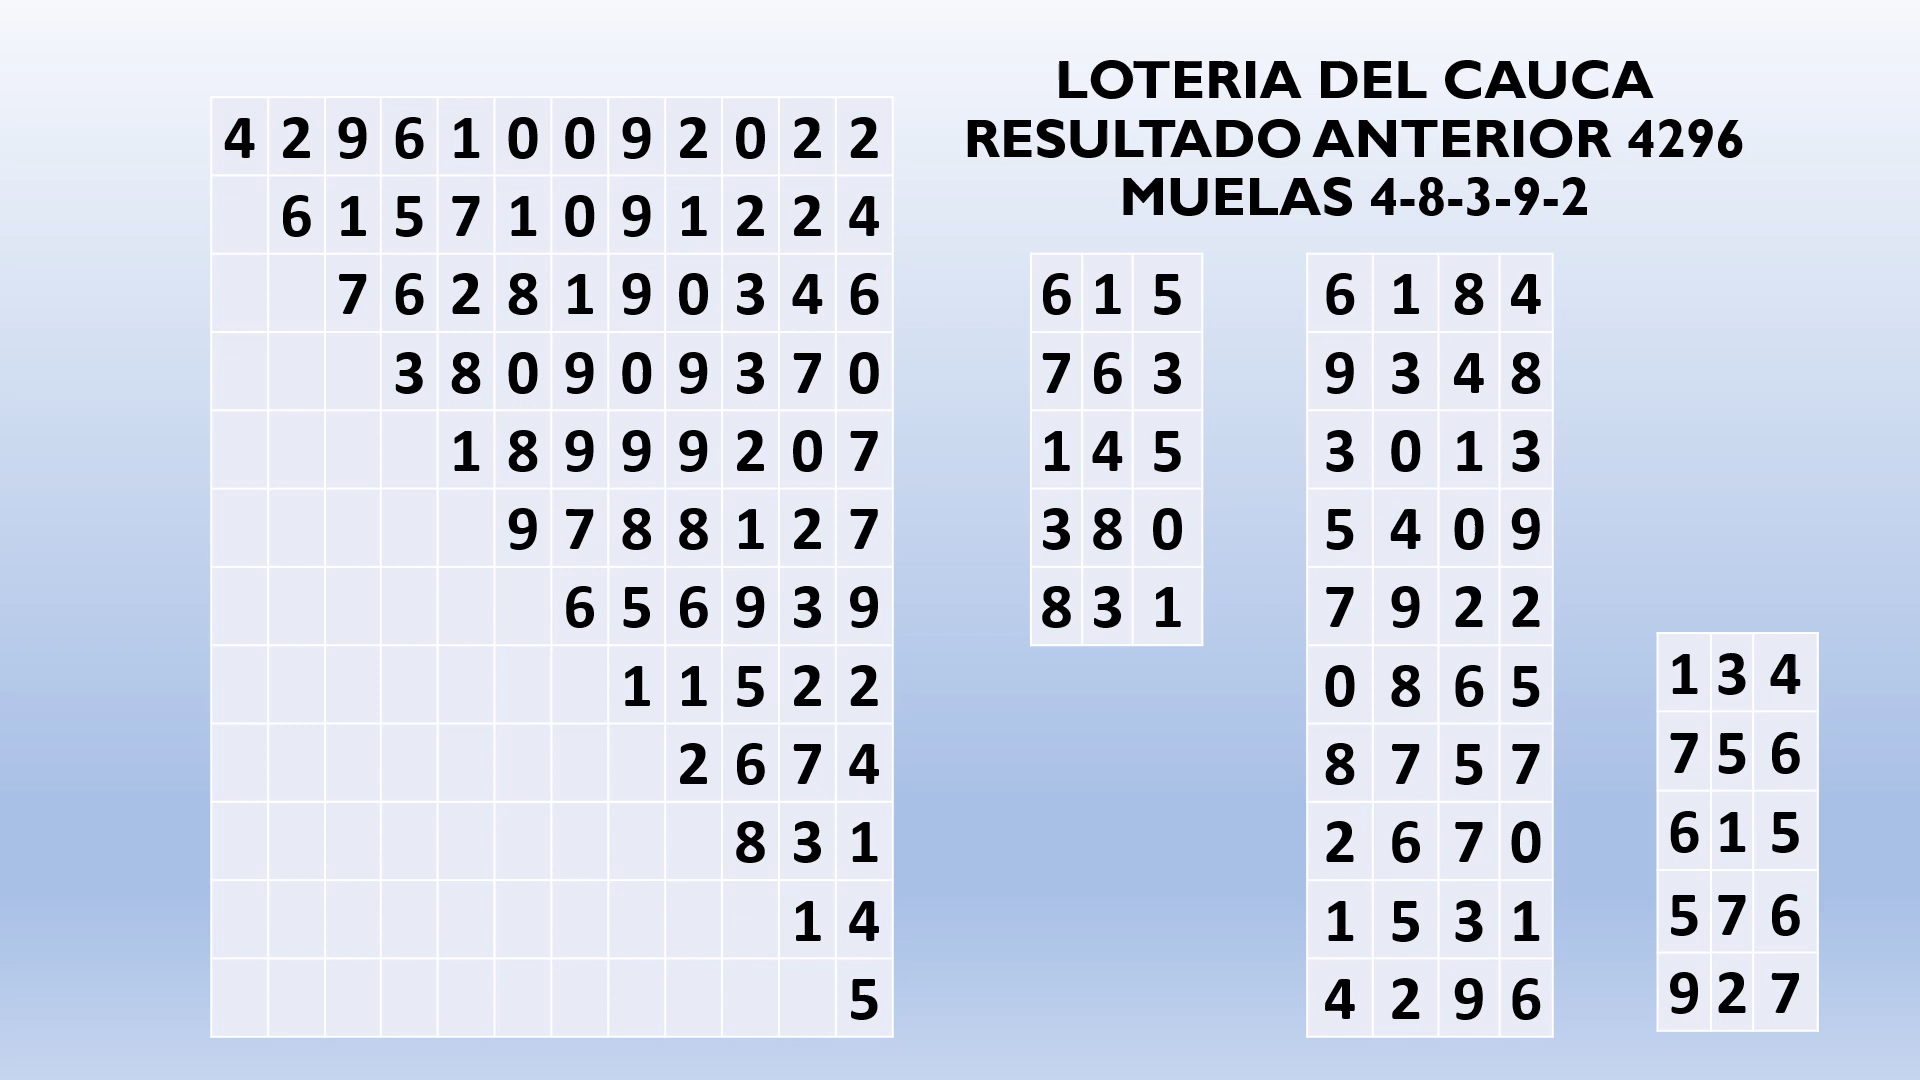 LOTERIA DEL CAUCA
RESULTADO ANTERIOR 4296
MUELAS 4-8-3-9-2
4 2 9 6 1 0 0 9 2 0 2 2
6 1 5 7 1 0 9 1 2 2 4
7 6 2 8 1 9 0 3 4 6
3 8 0 9 0 9 3 7 0
1 8 9 9 9 2 0 7
9 7 8 8 1 2 7
6 5 6 9 3 9
1 1 5 2 2
2 6 7 4
8 3 1
1 4
5
6 1 5
7 6 3
1 4 5
3 8 0
8 3 1
6 1 8 4
9 3 4 8
3 0 1 3
5 4 0 9
7 9 2 2
0 8 6 5
8 7 5 7
2 6 7 0
1 5 3 1
4 2 9 6
1 3 4
7 5 6
6 1 5
5 7 6
9 2 7